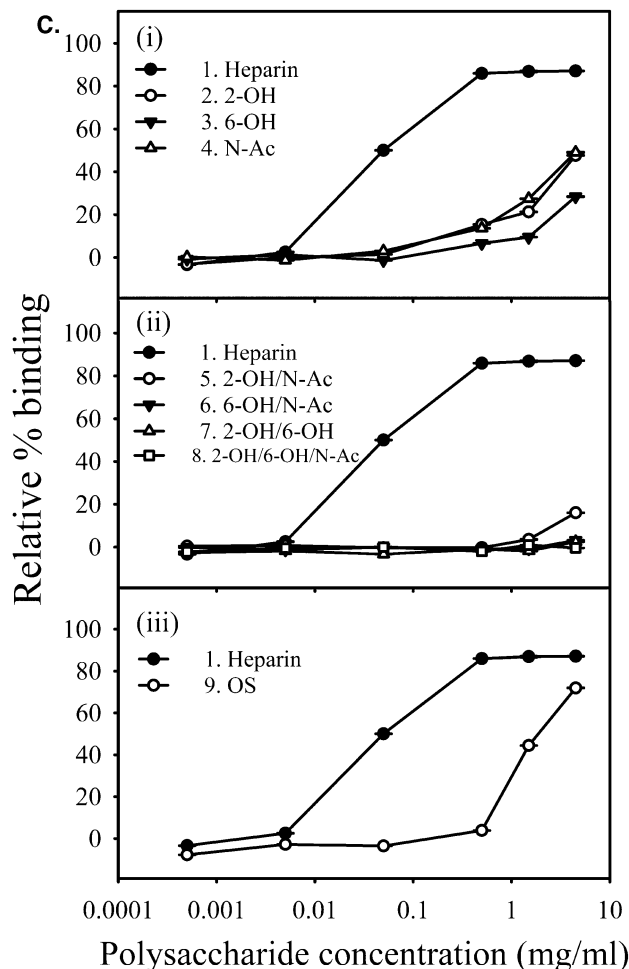 C.
(i)
1. Heparin
2. 2-OH
3. 6-OH
4. N-Ac
80
60
40
20
0
(ii)
1. Heparin
5. 2-OH/N-Ac
6. 6-OH/N-Ac
7. 2-OH/6-OH
8. 2-OH/6-OH/N-Ac
100
80
60
40
20
0
(iii)
1. Heparin
9. OS
100
80
60
40
20
0
Relative % binding
0.0001 0.001 0.01 0.1 1 10
Polysaccharide concentration (mg/ml)